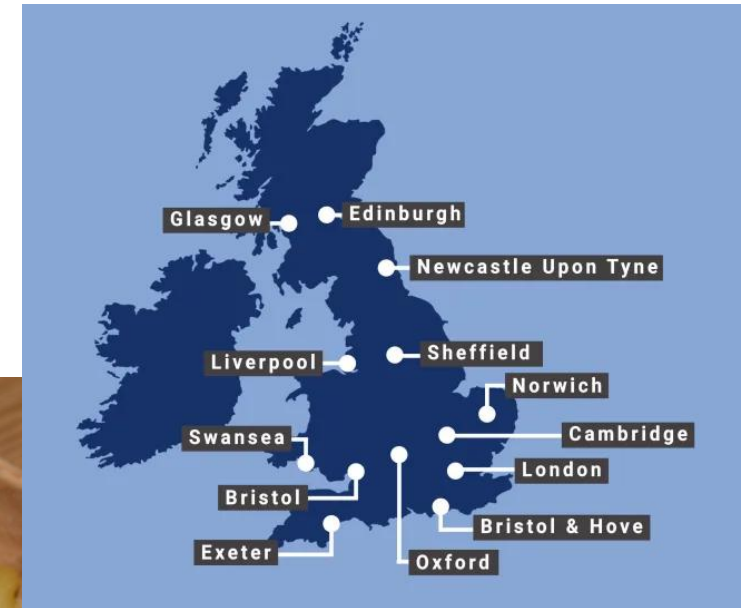 Glasgow
Edinburgh
Newcastle Upon Tyne
Liverpool
Sheffield
Norwich
Swansea
Cambridge
London
Bristol
Bristol & Hove
Exeter
Oxford